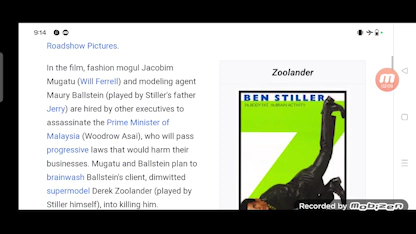 9:14
Roadshow Pictures.
In the film, fashion mogul Jacobim
Mugatu (Will Ferrell) and modeling agent
Maury Ballstein (played by Stiller's father
Jerry) are hired by other executives to
assassinate the Prime Minister of
Malaysia (Woodrow Asai), who will pass
progressive laws that would harm their
businesses. Mugatu and Ballstein plan to
brainwash Ballstein's client, dimwitted
supermodel Derek Zoolander (played by
Stiller himself), into killing him.
Zoolander
BEN STILLER
Recorded by Mobizen